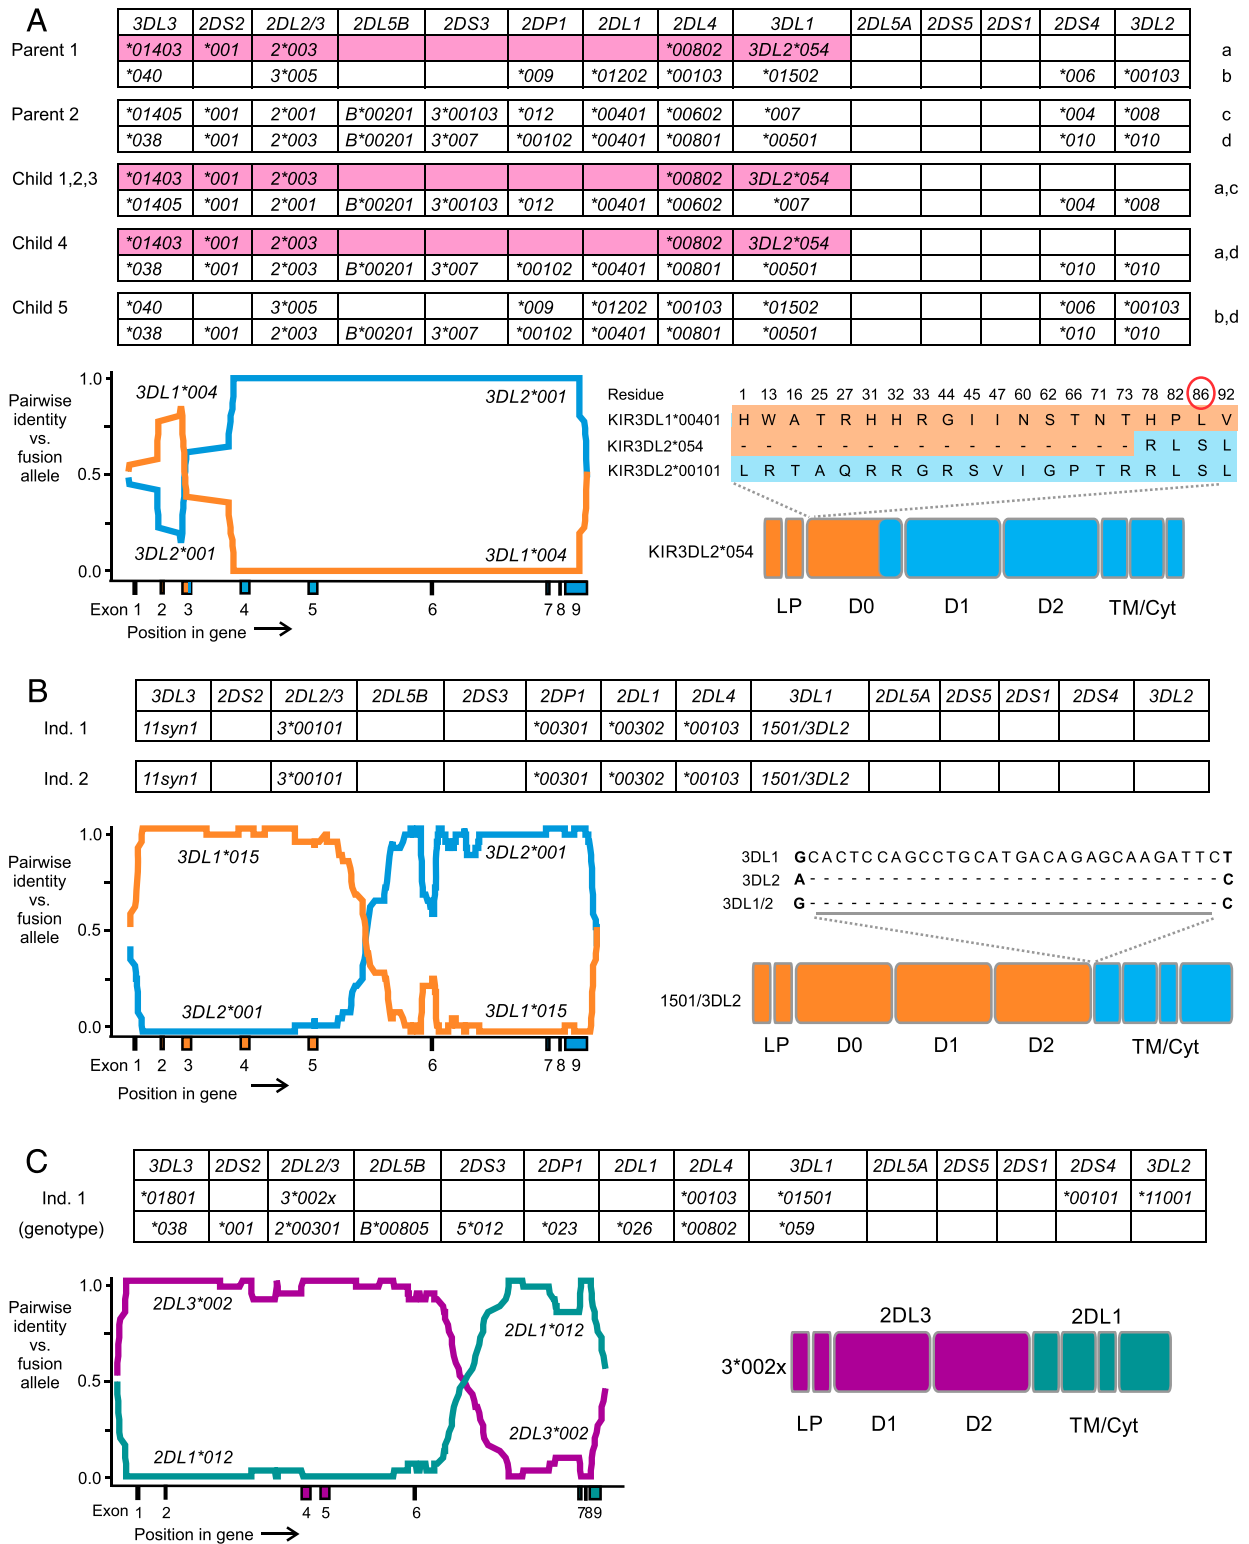 A
3DL3 2DS2 2DL2/3 2DL5B 2DS3 2DP1 2DL1 2DL4 3DL1 2DL5A 2DS5 2DS1 2DS4 3DL2
Parent 1 *01403 *001 2*003 *00802 3DL2*054 a
*040 3*005 *009 *01202 *00103 *01502 *006 *00103 b
Parent 2 *01405 *001 2*001 B*00201 3*00103 *012 *00401 *00602 *007 *004 *008 c
*038 *001 2*003 B*00201 3*007 *00102 *00401 *00801 *00501 *010 *010 d
Child 1,2,3 *01403 *001 2*003 *00802 3DL2*054 a,c
*01405 *001 2*001 B*00201 3*00103 *012 *00401 *00602 *007 *004 *008
Child 4 *01403 *001 2*003 *00802 3DL2*054 a,d
*038 *001 2*003 B*00201 3*007 *00102 *00401 *00801 *00501 *010 *010
Child 5 *040 3*005 *009 *01202 *00103 *01502 *006 *00103 b,d
*038 *001 2*003 B*00201 3*007 *00102 *00401 *00801 *00501 *010 *010
Pairwise
identity
vs.
fusion
allele
1.0
0.5
0.0
3DL1*004
3DL2*001
3DL2*001
3DL1*004
Exon 1 2 3 4 5 6 7 8 9
Position in gene
Residue 1 13 16 25 27 31 32 33 44 45 47 60 62 66 71 73 78 82 86 92
KIR3DL1*00401 H W A T R H H R G I I N S T N T H P L V
KIR3DL2*054 - - - - - - - - - - - - - - - - R L S L
KIR3DL2*00101 L R T A Q R R G R S V I G P T R R L S L
KIR3DL2*054
LP D0 D1 D2 TM/Cyt
B
3DL3 2DS2 2DL2/3 2DL5B 2DS3 2DP1 2DL1 2DL4 3DL1 2DL5A 2DS5 2DS1 2DS4 3DL2
Ind. 1 11syn1 3*00101 *00301 *00302 *00103 1501/3DL2
Ind. 2 11syn1 3*00101 *00301 *00302 *00103 1501/3DL2
Pairwise
identity
vs.
fusion
allele
1.0
0.5
0.0
3DL1*015
3DL2*001
3DL2*001
3DL1*015
Exon 1 2 3 4 5 6 7 8 9
Position in gene
3DL1 GCACTCCAGCCTGCATGACAGAGCAAGATTCT
3DL2 A - - - - - - - - - - - - - - - - - - - - - - - - - - - - - - C
3DL1/2 G - - - - - - - - - - - - - - - - - - - - - - - - - - - - - - C
1501/3DL2
LP D0 D1 D2 TM/Cyt
C
3DL3 2DS2 2DL2/3 2DL5B 2DS3 2DP1 2DL1 2DL4 3DL1 2DL5A 2DS5 2DS1 2DS4 3DL2
Ind. 1 *01801 3*002x *00103 *01501 *00101 *11001
(genotype) *038 *001 2*00301 B*00805 5*012 *023 *026 *00802 *059
Pairwise
identity
vs.
fusion
allele
1.0
0.5
0.0
2DL3*002
2DL1*012
2DL1*012
2DL3*002
Exon 1 2 4 5 6 7 8 9
Position in gene
2DL3 2DL1
3*002x
LP D1 D2 TM/Cyt